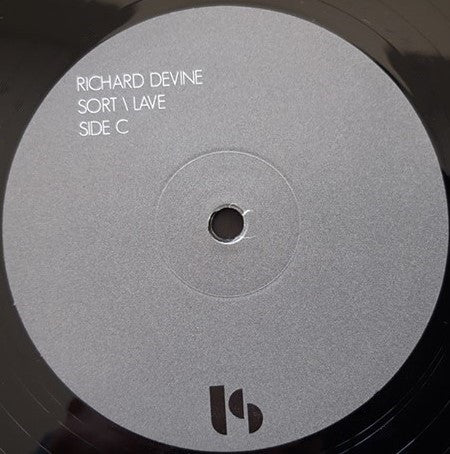 RICHARD DEVINE
SORT \ LAVE
SIDE C